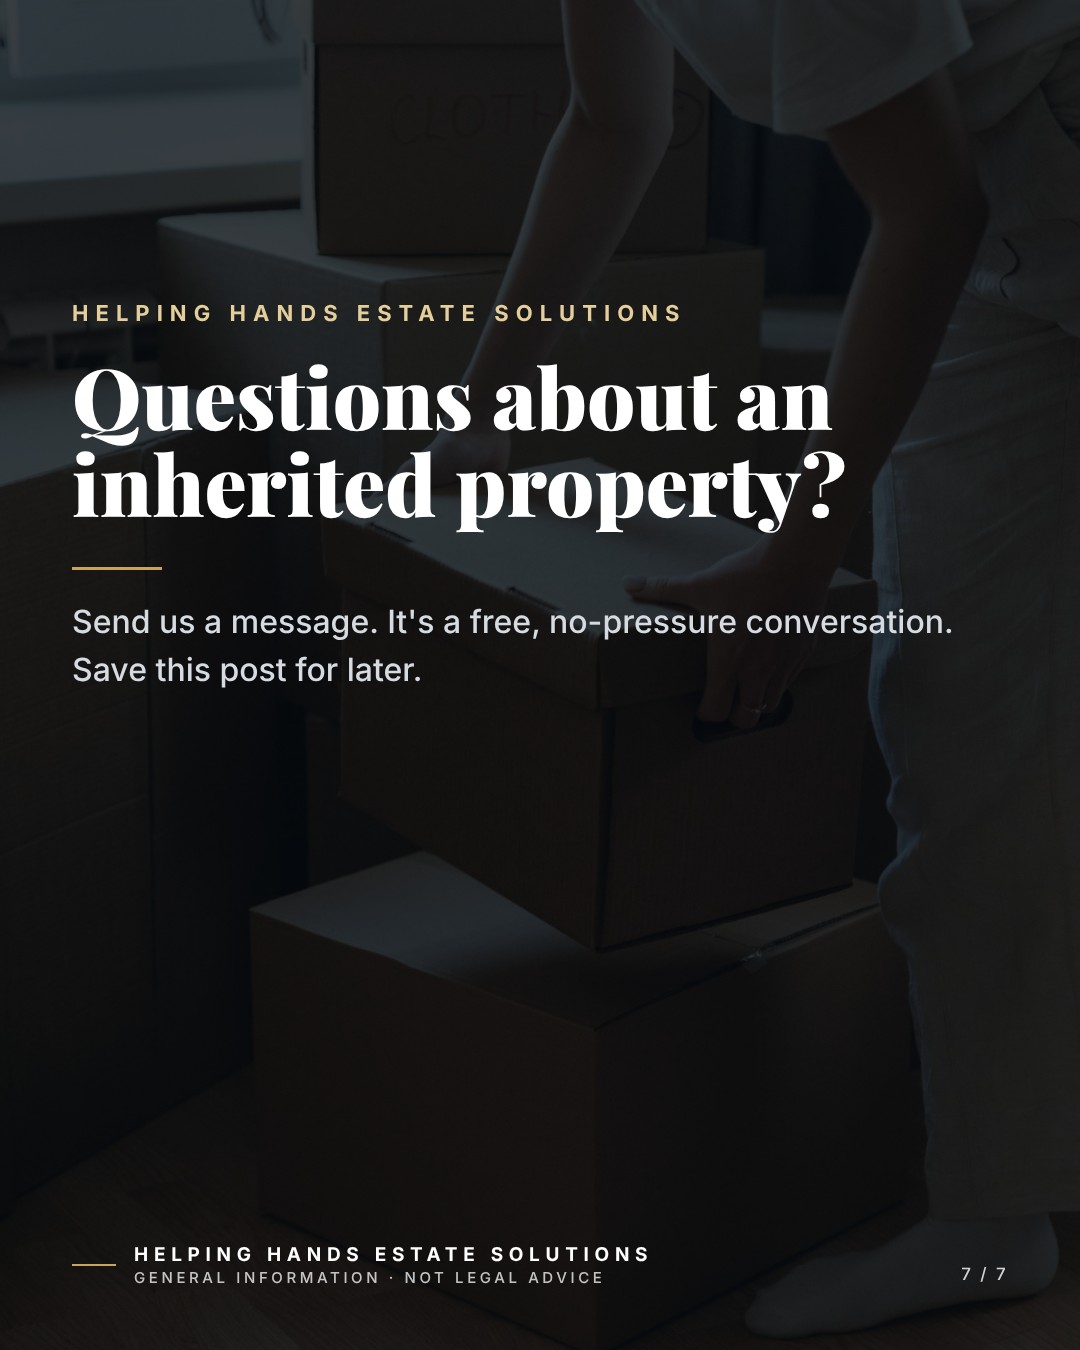 CLOTH
HELPING HANDS ESTATE SOLUTIONS
Questions about an
inherited property?
Send us a message. It's a free, no-pressure conversation.
Save this post for later.
HELPING HANDS ESTATE SOLUTIONS
GENERAL INFORMATION · NOT LEGAL ADVICE
7 / 7